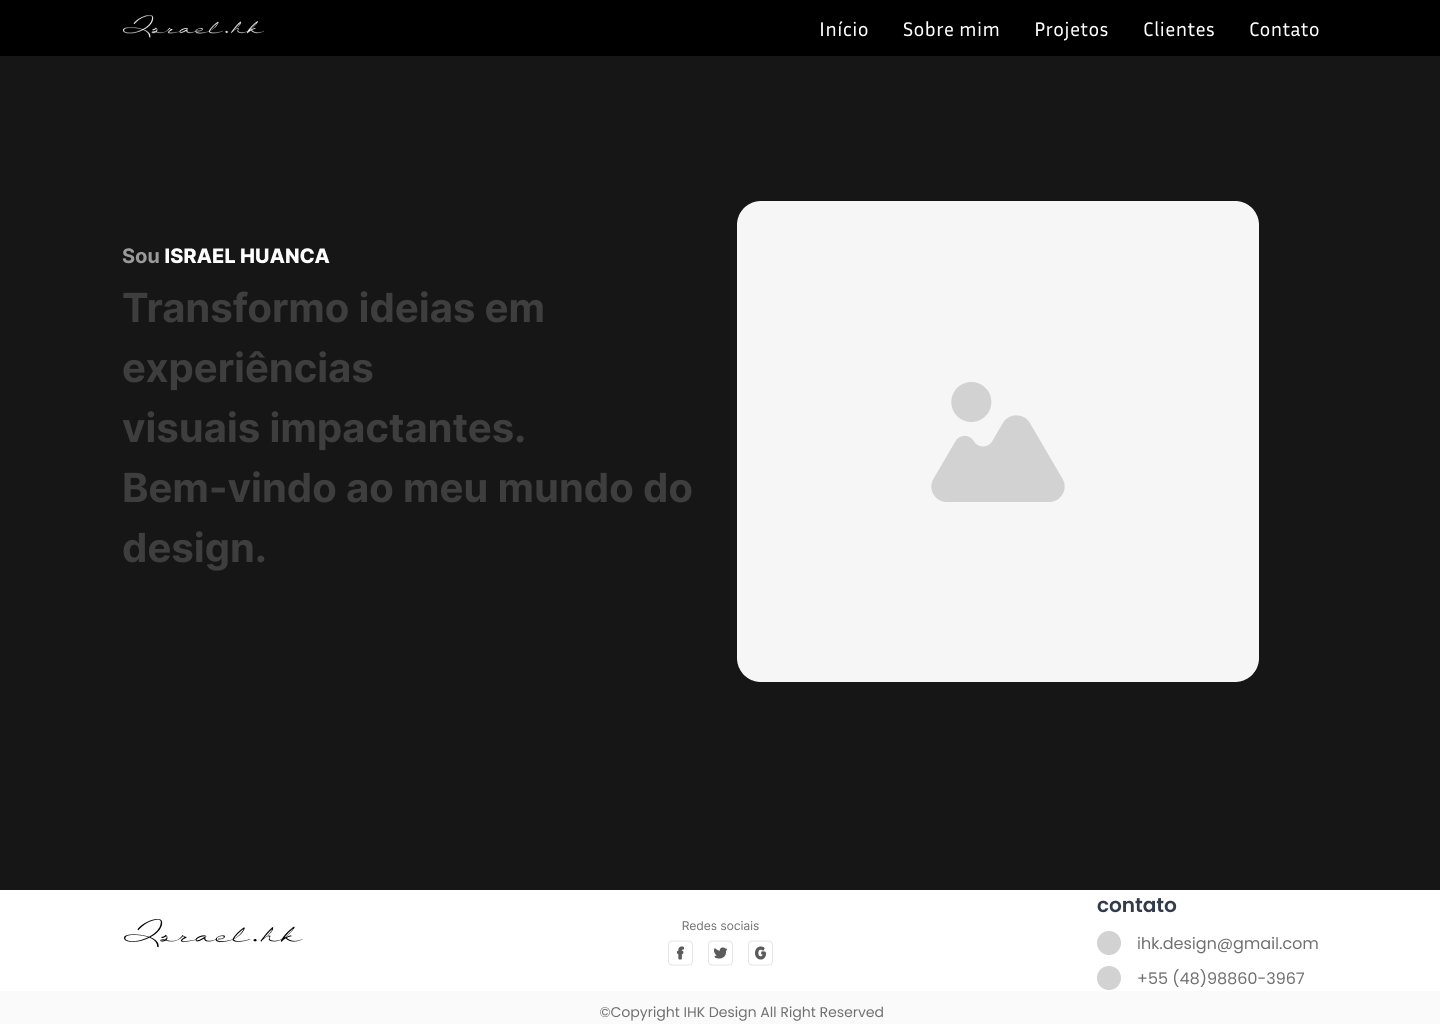 Israel.hk
Início Sobre mim Projetos Clientes Contato
Sou ISRAEL HUANCA
Transformo ideias em
experiências
visuais impactantes.
Bem-vindo ao meu mundo do
design.
Israel.hk
Redes sociais
contato
ihk.design@gmail.com
+55 (48)98860-3967
©Copyright IHK Design All Right Reserved